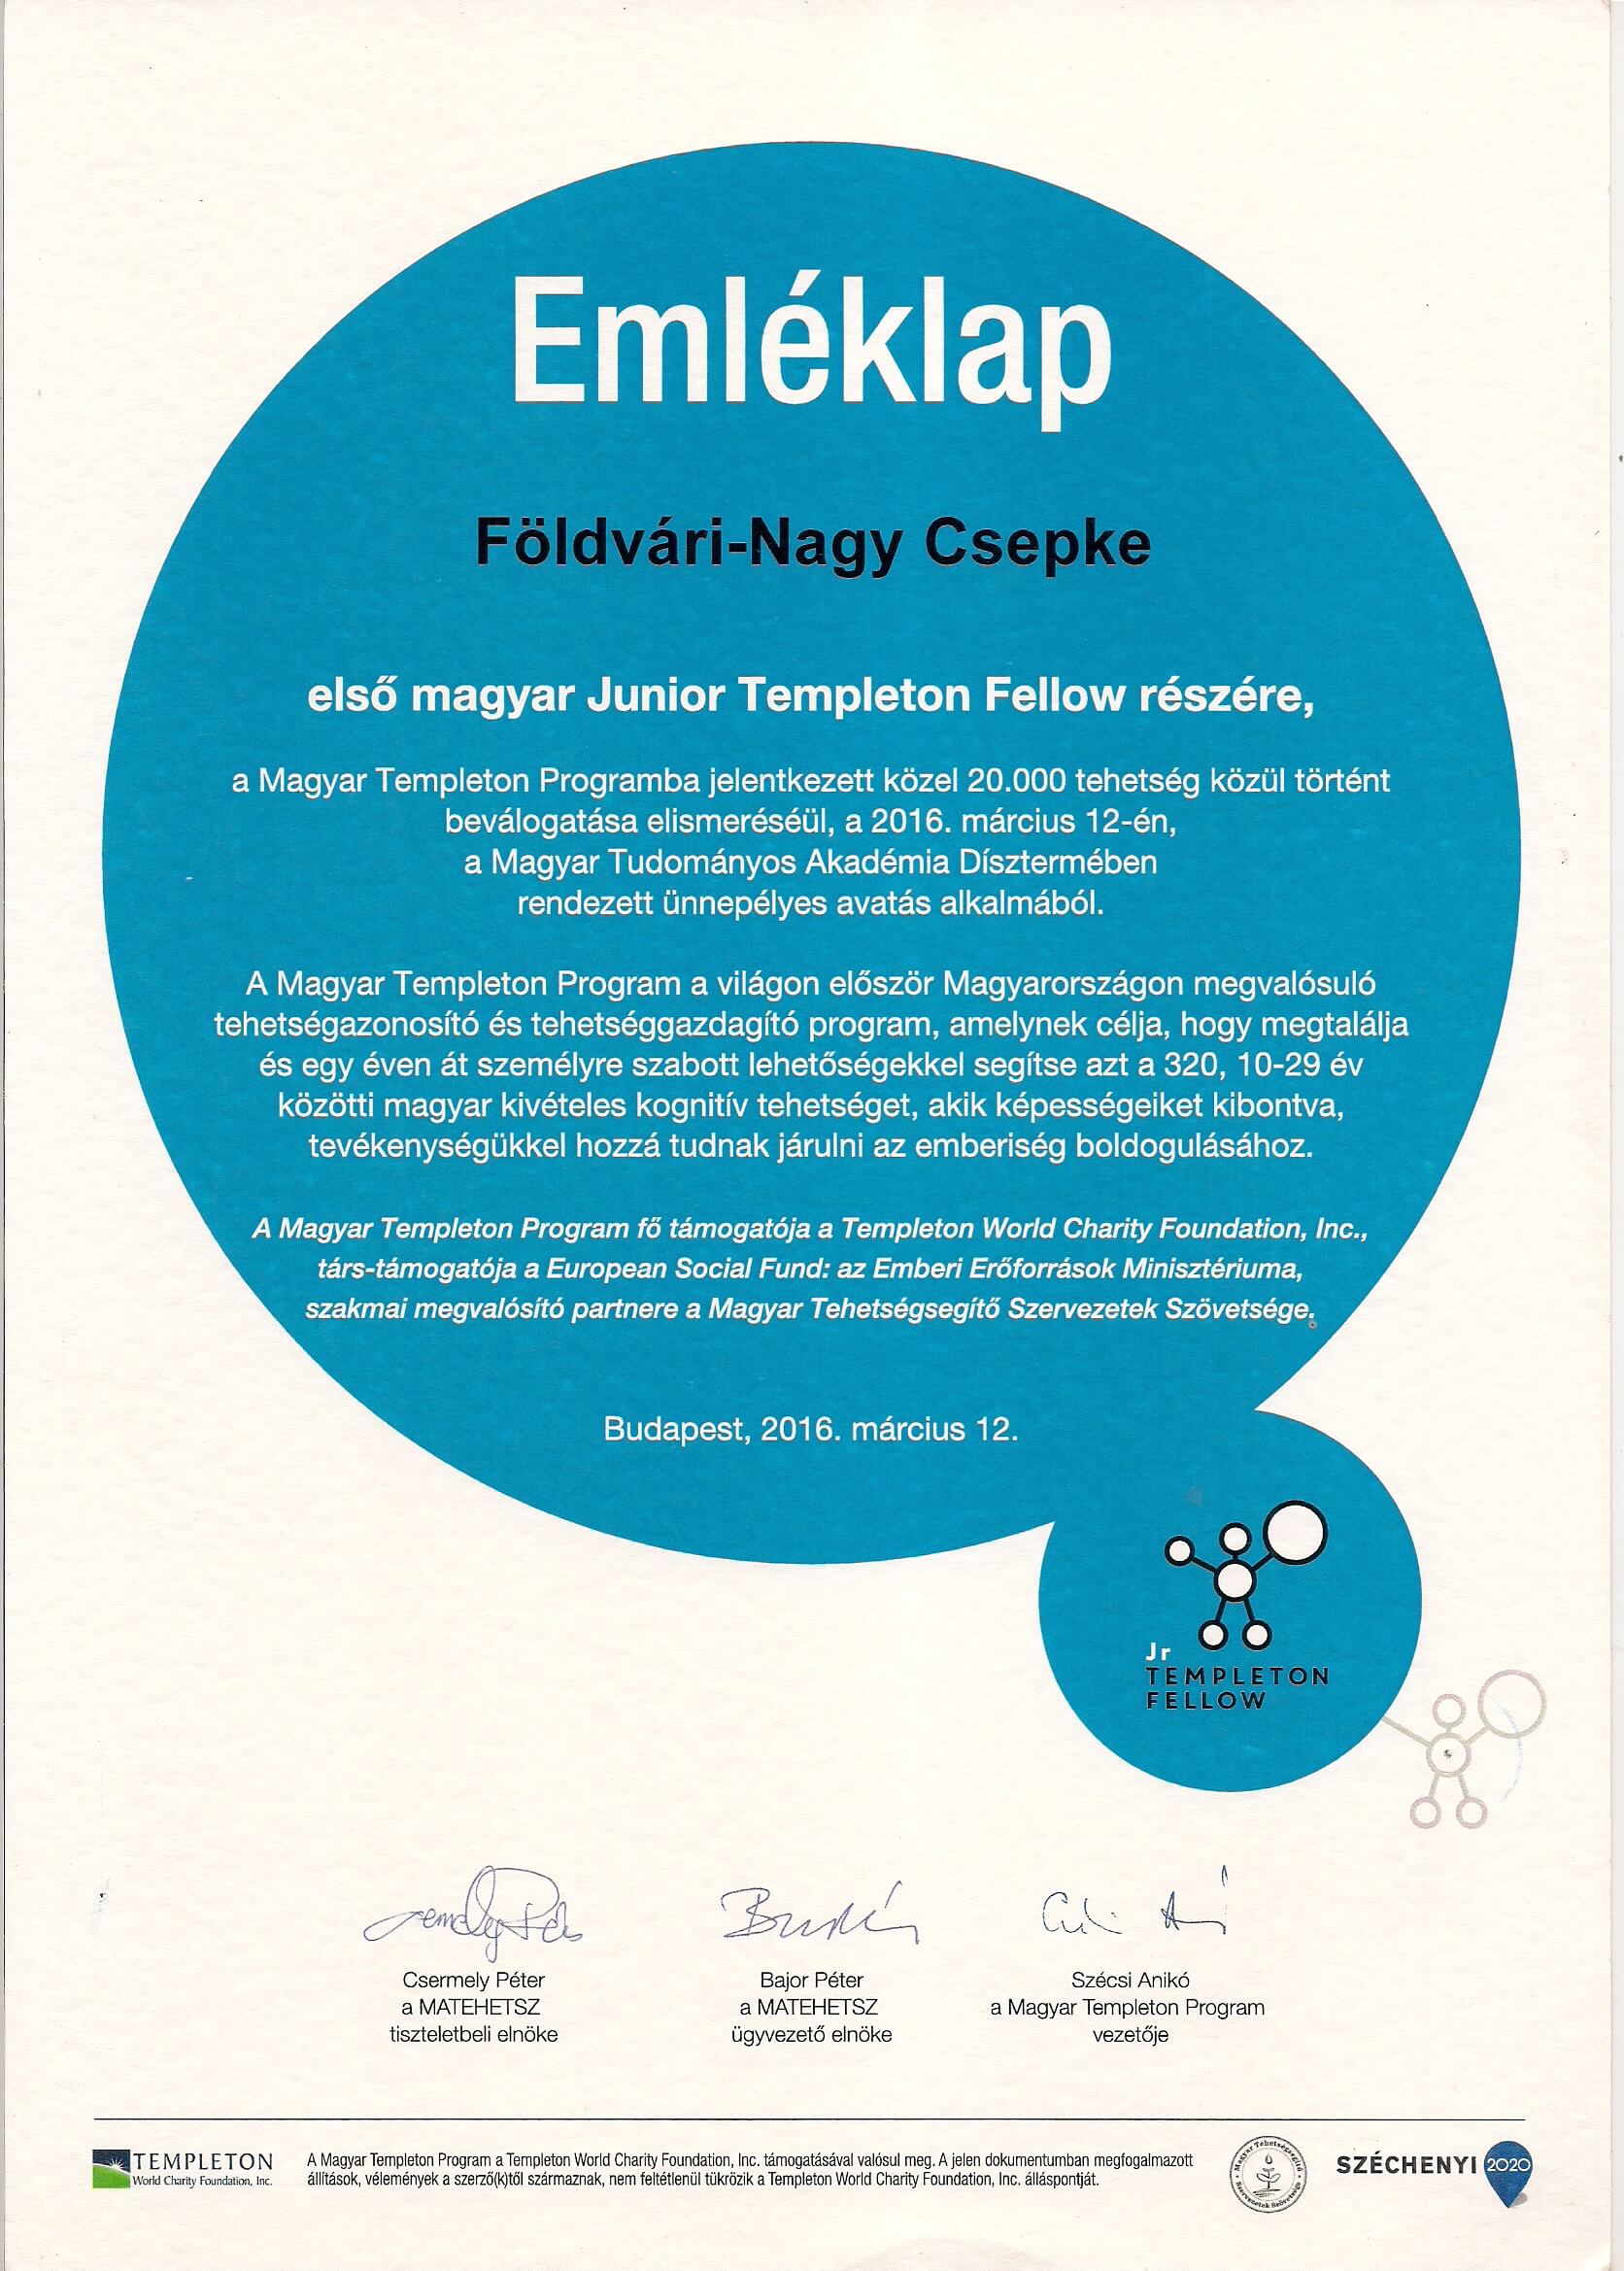 Emléklap
Földvári-Nagy Csepke
első magyar Junior Templeton Fellow részére,
a Magyar Templeton Programba jelentkezett közel 20.000 tehetség közül történt
beválogatása elismeréséül, a 2016. március 12-én,
a Magyar Tudományos Akadémia Dísztermében
rendezett ünnepélyes avatás alkalmából.
A Magyar Templeton Program a világon először Magyarországon megvalósuló
tehetségazonosító és tehetséggazdagító program, amelynek célja, hogy megtalálja
és egy éven át személyre szabott lehetőségekkel segítse azt a 320, 10-29 év
közötti magyar kivételes kognitív tehetséget, akik képességeiket kibontva,
tevékenységükkel hozzá tudnak járulni az emberiség boldogulásához.
A Magyar Templeton Program fő támogatója a Templeton World Charity Foundation, Inc.,
társ-támogatója a European Social Fund: az Emberi Erőforrások Minisztériuma,
szakmai megvalósító partnere a Magyar Tehetségsegítő Szervezetek Szövetsége.
Budapest, 2016. március 12.
Jr
TEMPLETON
FELLOW
Csermely Péter
a MATEHETSZ
tiszteletbeli elnöke
Bajor Péter
a MATEHETSZ
ügyvezető elnöke
Szécsi Anikó
a Magyar Templeton Program
vezetője
TEMPLETON
World Charity Foundation, Inc.
A Magyar Templeton Program a Templeton World Charity Foundation, Inc. támogatásával valósul meg. A jelen dokumentumban megfogalmazott
állítások, vélemények a szerző(k)től származnak, nem feltétlenül tükrözik a Templeton World Charity Foundation, Inc. álláspontját.
Magyar Tehetségsegítő Szervezetek Szövetsége
SZÉCHENYI 2020